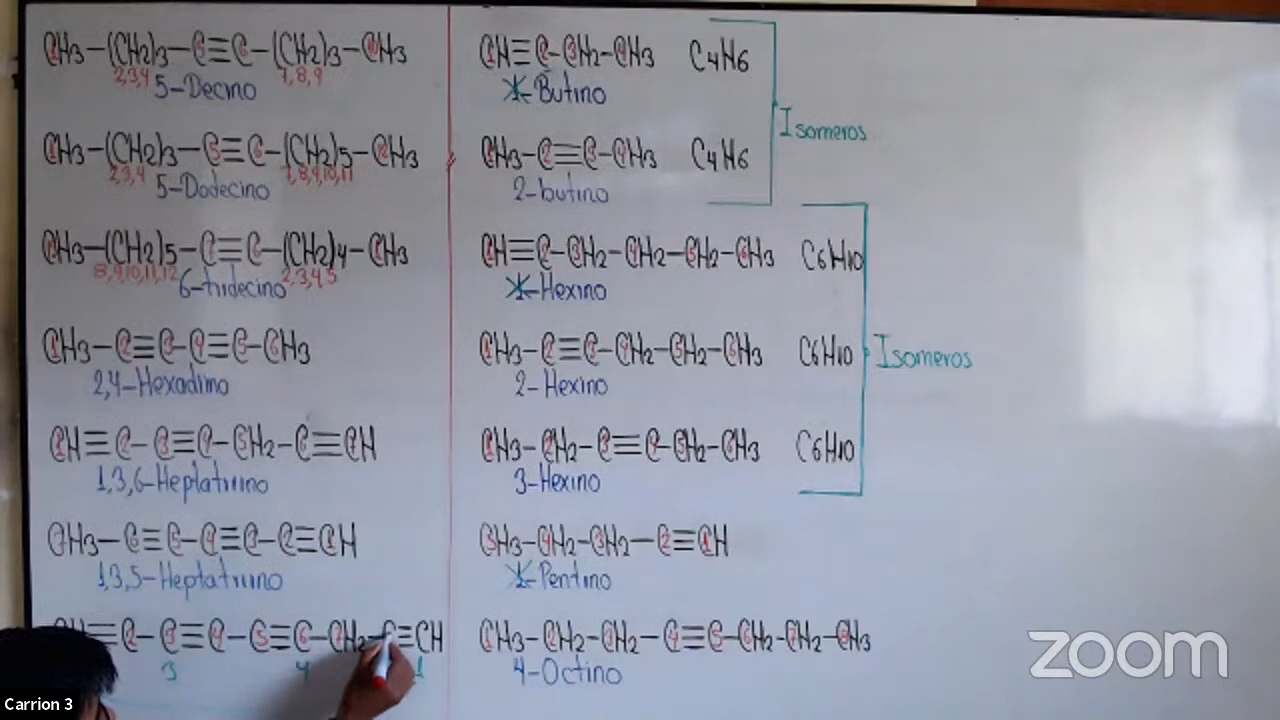 CH3–(CH2)3–C≡C–(CH2)3–CH3
2,3,4 7,8,9
5-Decino
CH3–(CH2)3–C≡C–(CH2)5–CH3
2,3,4 7,8,9,10,11
5-Dodecino
CH3–(CH2)5–C≡C–(CH2)4–CH3
8,9,10,11,12 2,3,4,5
6-tridecino
CH3–C≡C–C≡C–CH3
2,4-Hexadiino
CH≡C–C≡C–CH2–C≡CH
1,3,6-Heptatriino
CH3–C≡C–C≡C–C≡CH
1,3,5-Heptatriino
CH≡C–C≡C–C≡C–CH2–C≡CH
3 4 1
CH≡C–CH2–CH3 C4H6
1-Butino
CH3–C≡C–CH3 C4H6
2-butino
Isomeros
CH≡C–CH2–CH2–CH2–CH3 C6H10
1-Hexino
CH3–C≡C–CH2–CH2–CH3 C6H10
2-Hexino
CH3–CH2–C≡C–CH2–CH3 C6H10
3-Hexino
Isomeros
CH3–CH2–CH2–C≡CH
1-Pentino
CH3–CH2–CH2–C≡C–CH2–CH2–CH3
4-Octino
zoom
Carrion 3